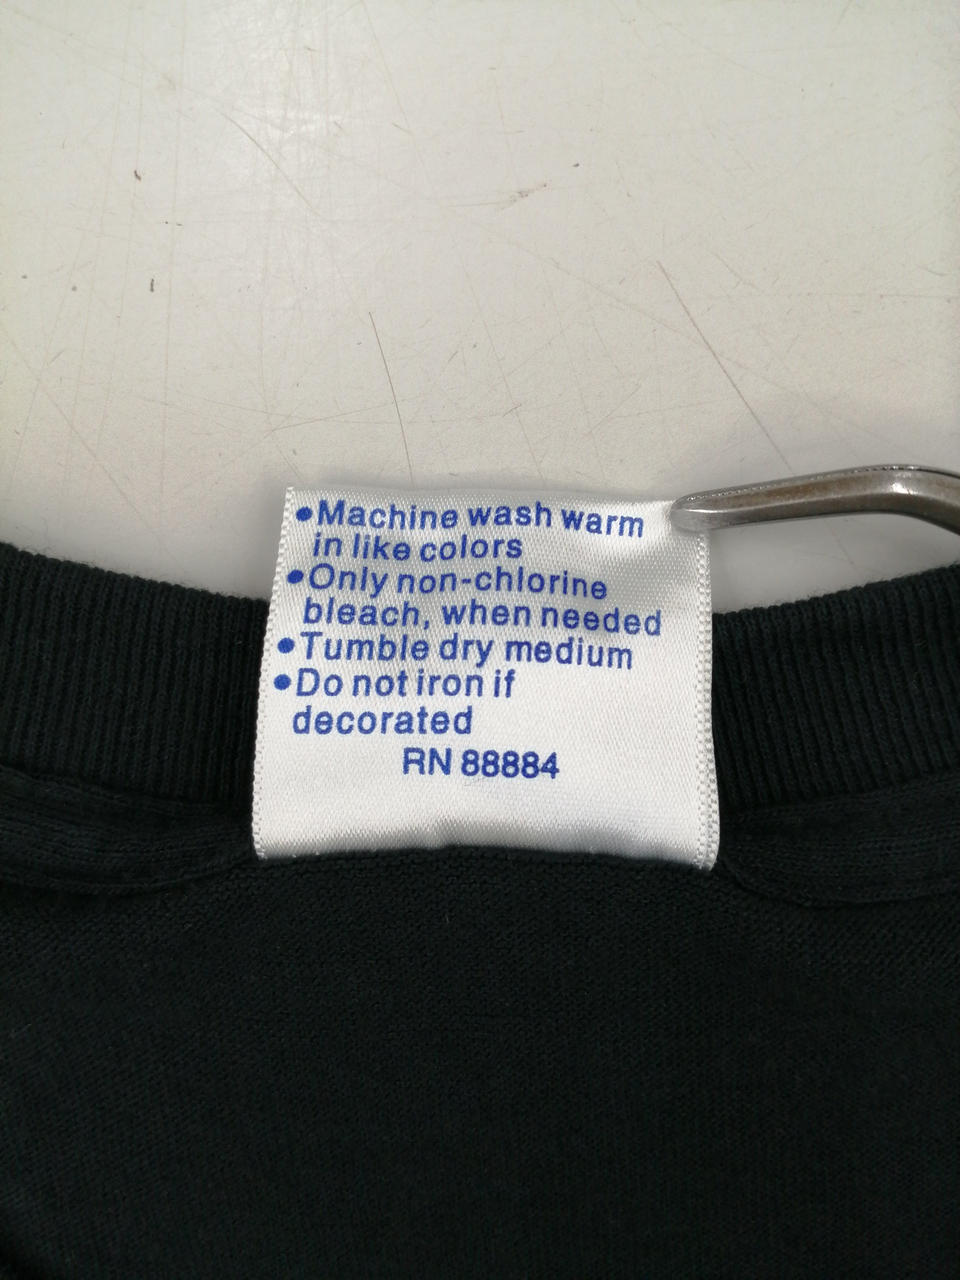 •Machine wash warm
in like colors
•Only non-chlorine
bleach, when needed
•Tumble dry medium
•Do not iron if
decorated
RN 88884